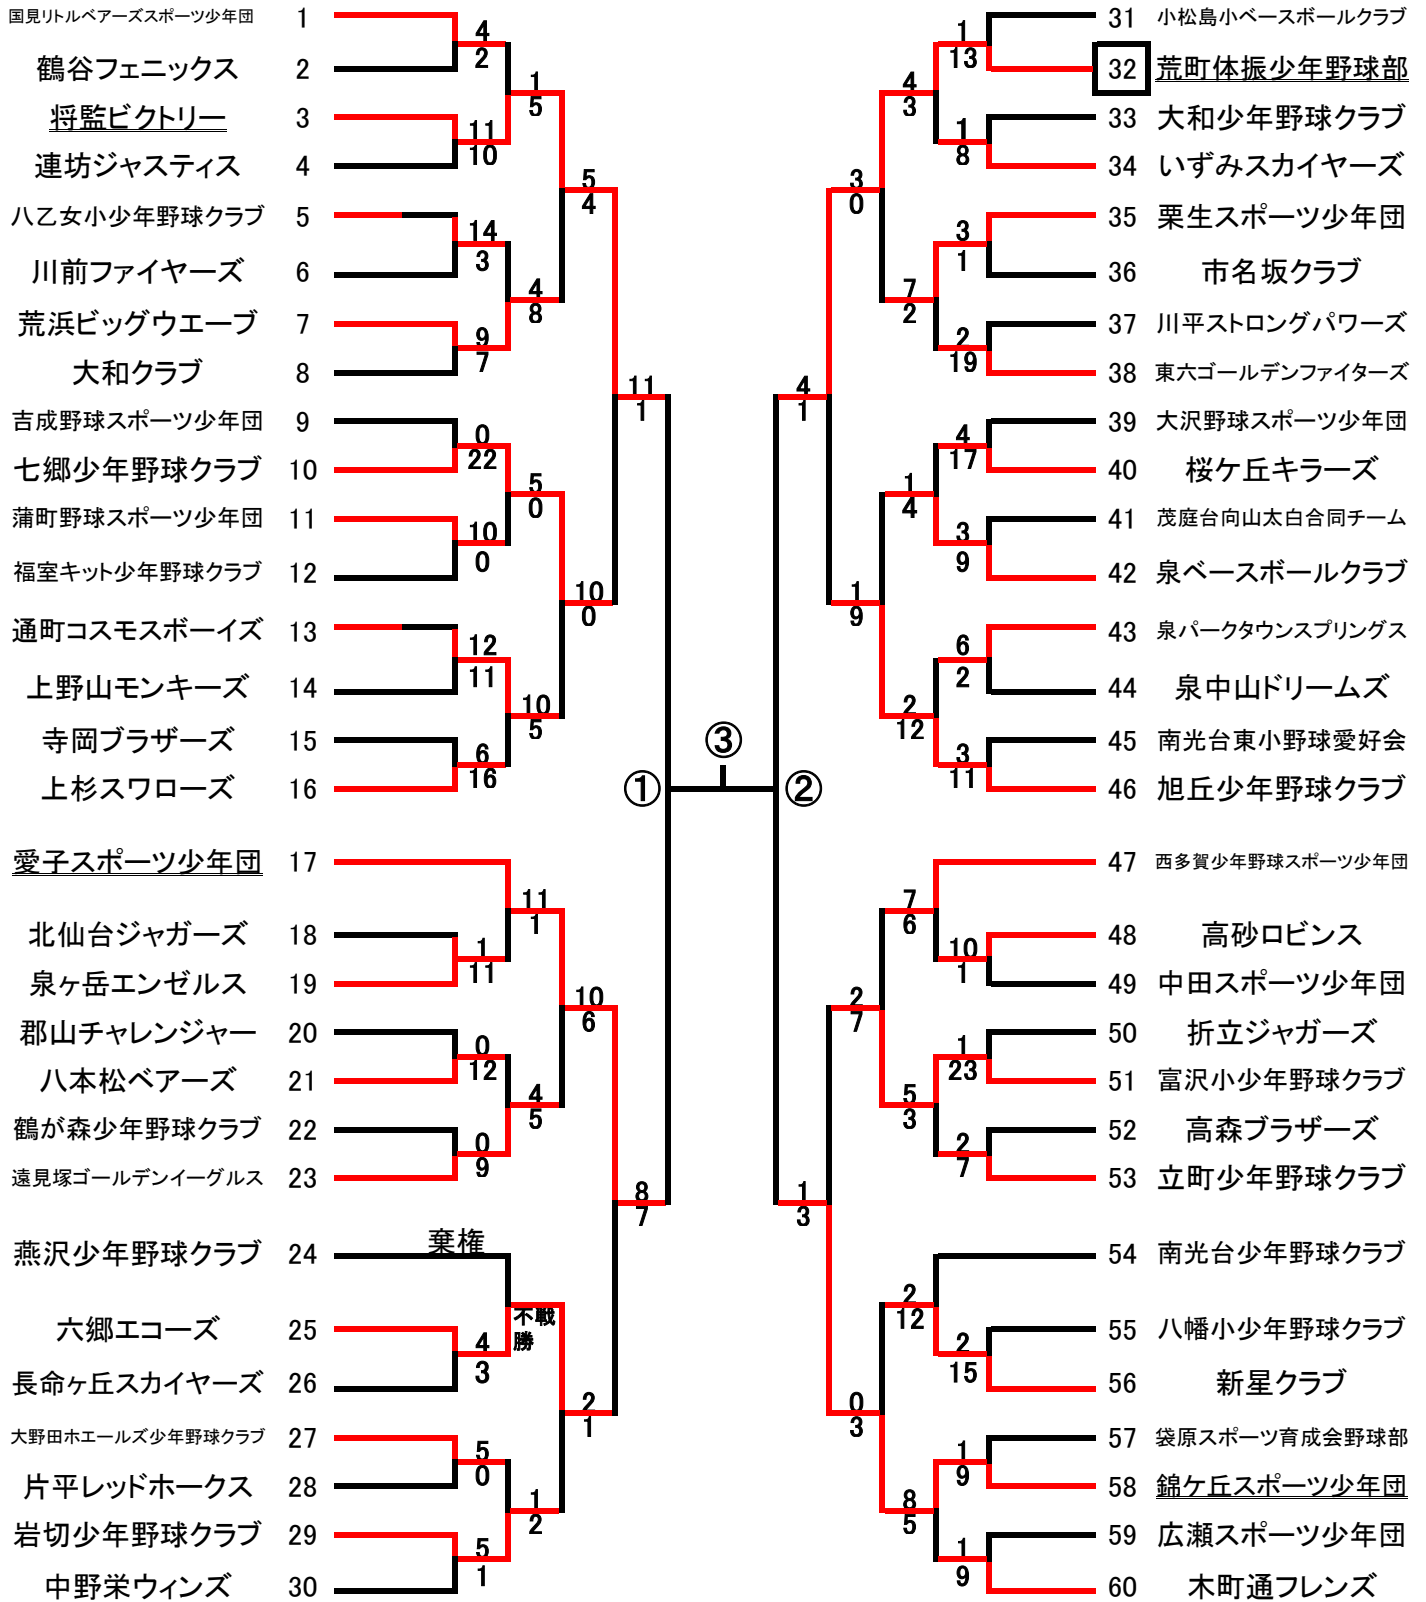 国見リトルベアーズスポーツ少年団 1
4
2
鶴谷フェニックス 2
1
5
将監ビクトリー 3
11
10
連坊ジャスティス 4
5
4
八乙女小少年野球クラブ 5
14
3
川前ファイヤーズ 6
4
8
荒浜ビッグウエーブ 7
9
7
大和クラブ 8
11
1
吉成野球スポーツ少年団 9
0
22
七郷少年野球クラブ 10
5
0
蒲町野球スポーツ少年団 11
10
0
福室キット少年野球クラブ 12
10
0
通町コスモスボーイズ 13
12
11
上野山モンキーズ 14
10
5
寺岡ブラザーズ 15
6
16
上杉スワローズ 16
①
③
②
愛子スポーツ少年団 17
11
1
北仙台ジャガーズ 18
1
11
泉ヶ岳エンゼルス 19
10
6
郡山チャレンジャー 20
0
12
八本松ベアーズ 21
4
5
鶴が森少年野球クラブ 22
0
9
遠見塚ゴールデンイーグルス 23
8
7
燕沢少年野球クラブ 24
棄権
不戦
勝
六郷エコーズ 25
4
3
長命ヶ丘スカイヤーズ 26
2
1
大野田ホエールズ少年野球クラブ 27
5
0
片平レッドホークス 28
1
2
岩切少年野球クラブ 29
5
1
中野栄ウィンズ 30
31 小松島小ベースボールクラブ
1
13
32 荒町体振少年野球部
4
3
33 大和少年野球クラブ
1
8
34 いずみスカイヤーズ
3
0
35 栗生スポーツ少年団
3
1
36 市名坂クラブ
7
2
37 川平ストロングパワーズ
2
19
38 東六ゴールデンファイターズ
4
1
39 大沢野球スポーツ少年団
4
17
40 桜ケ丘キラーズ
1
4
41 茂庭台向山太白合同チーム
3
9
42 泉ベースボールクラブ
1
9
43 泉パークタウンスプリングス
6
2
44 泉中山ドリームズ
2
12
45 南光台東小野球愛好会
3
11
46 旭丘少年野球クラブ
47 西多賀少年野球スポーツ少年団
7
6
48 高砂ロビンス
10
1
49 中田スポーツ少年団
2
7
50 折立ジャガーズ
1
23
51 富沢小少年野球クラブ
5
3
52 高森ブラザーズ
2
7
53 立町少年野球クラブ
1
3
54 南光台少年野球クラブ
2
12
55 八幡小少年野球クラブ
2
15
56 新星クラブ
0
3
57 袋原スポーツ育成会野球部
1
9
58 錦ケ丘スポーツ少年団
8
5
59 広瀬スポーツ少年団
1
9
60 木町通フレンズ